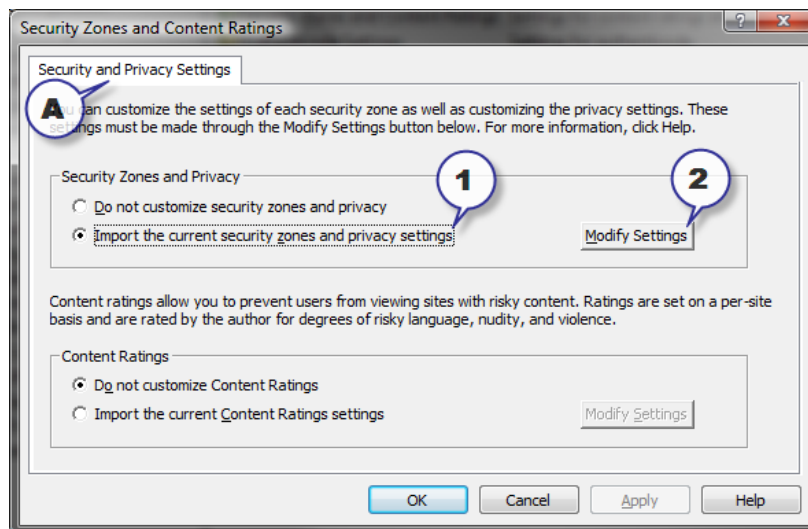 Security Zones and Content Ratings
?
Security and Privacy Settings
A
can customize the settings of each security zone as well as customizing the privacy settings. These
must be made through the Modify Settings button below. For more information, click Help.
Security Zones and Privacy
1
2
Do not customize security zones and privacy
Import the current security zones and privacy settings
Modify Settings
Content ratings allow you to prevent users from viewing sites with risky content. Ratings are set on a per-site
basis and are rated by the author for degrees of risky language, nudity, and violence.
Content Ratings
Do not customize Content Ratings
Import the current Content Ratings settings
Modify Settings
OK
Cancel
Apply
Help